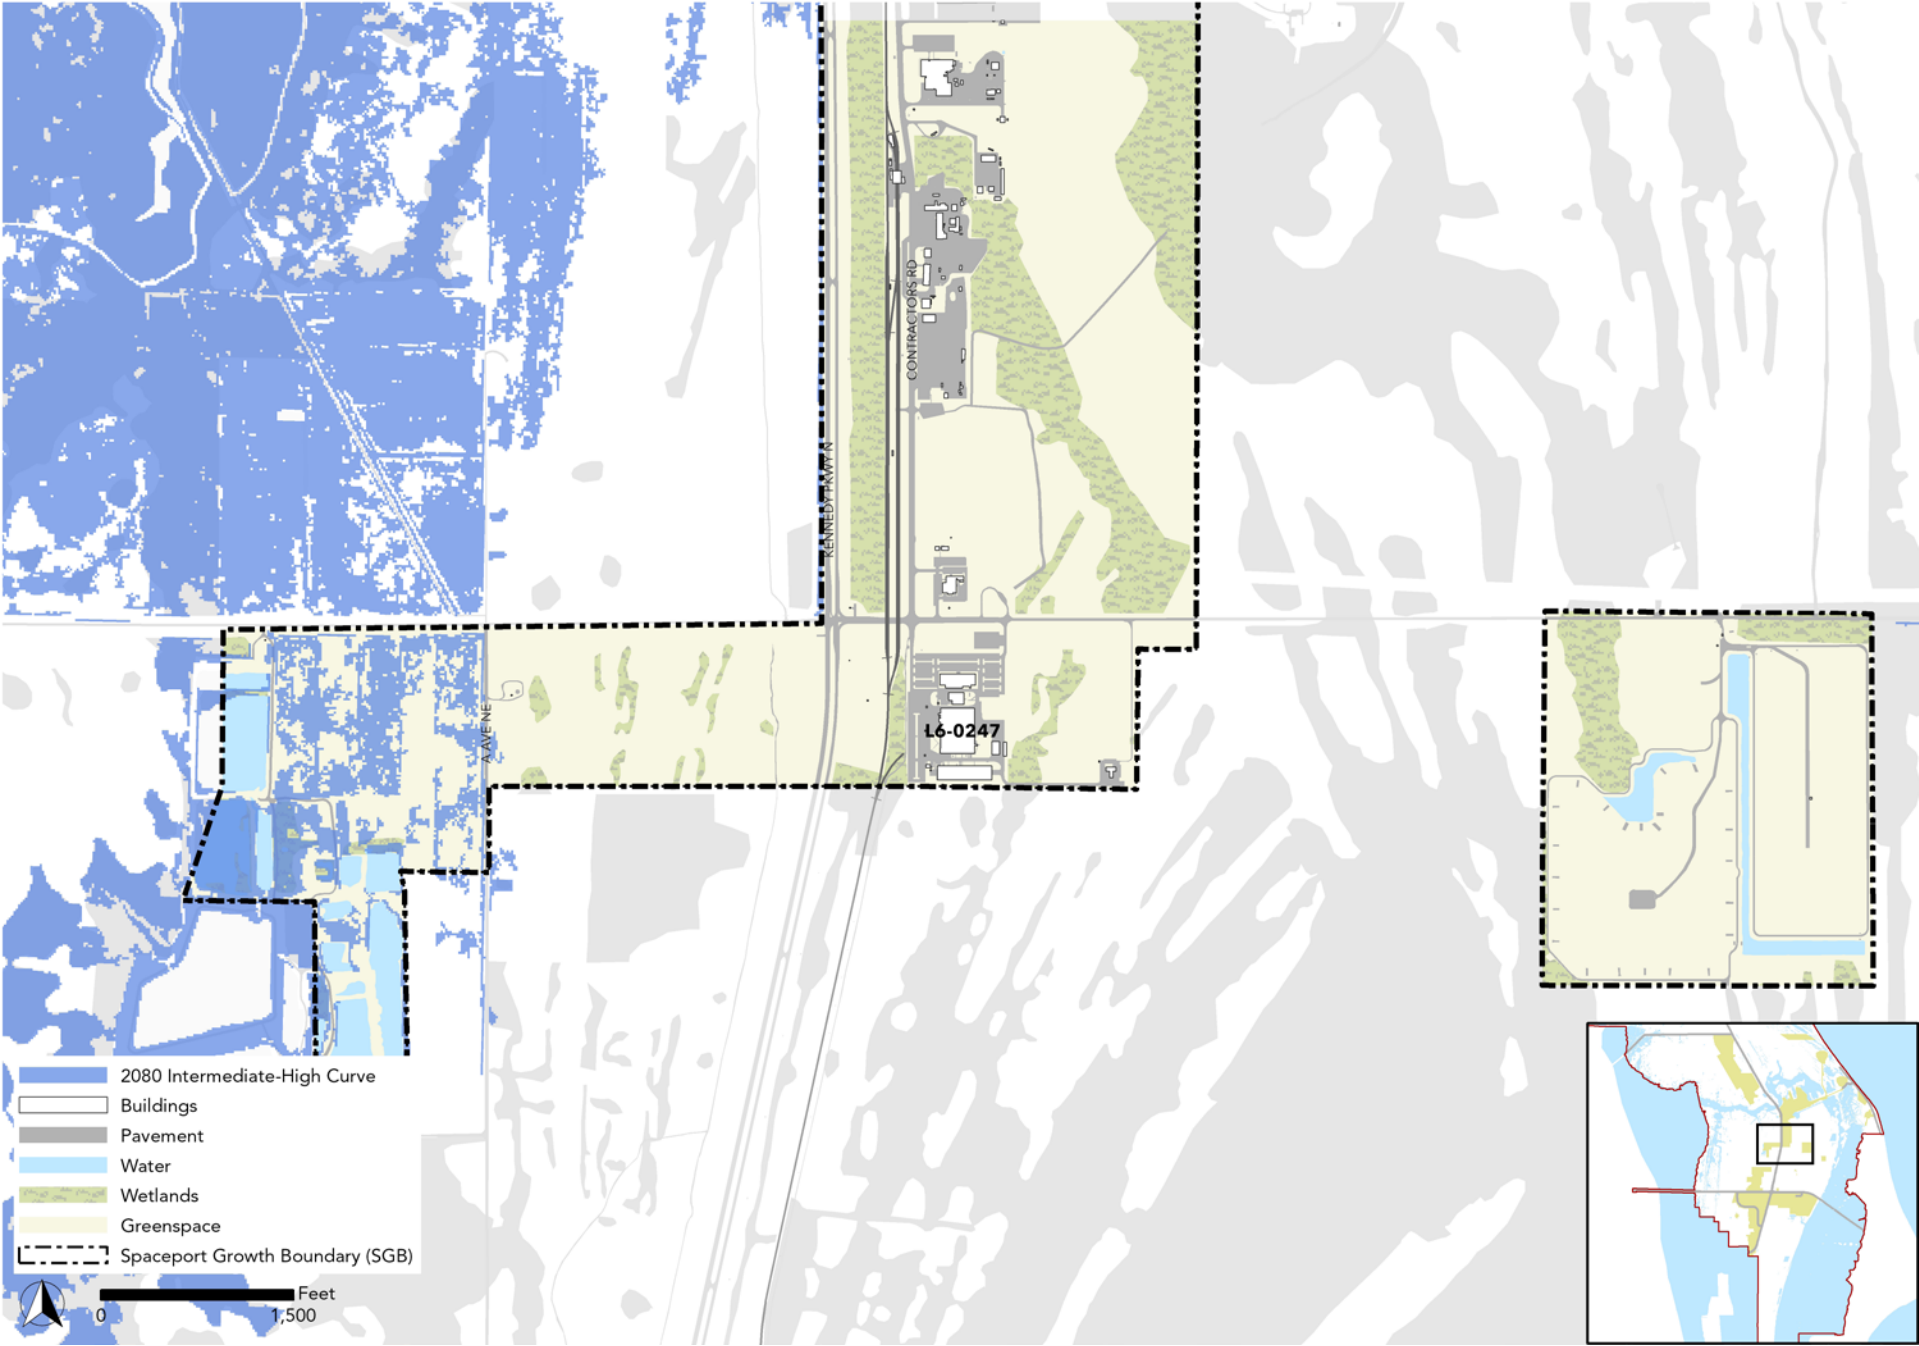 CONTRACTORS RD
KENNEDY PKWY N
A AVE NE
L6-0247
2080 Intermediate-High Curve
Buildings
Pavement
Water
Wetlands
Greenspace
Spaceport Growth Boundary (SGB)
Feet
0 1,500